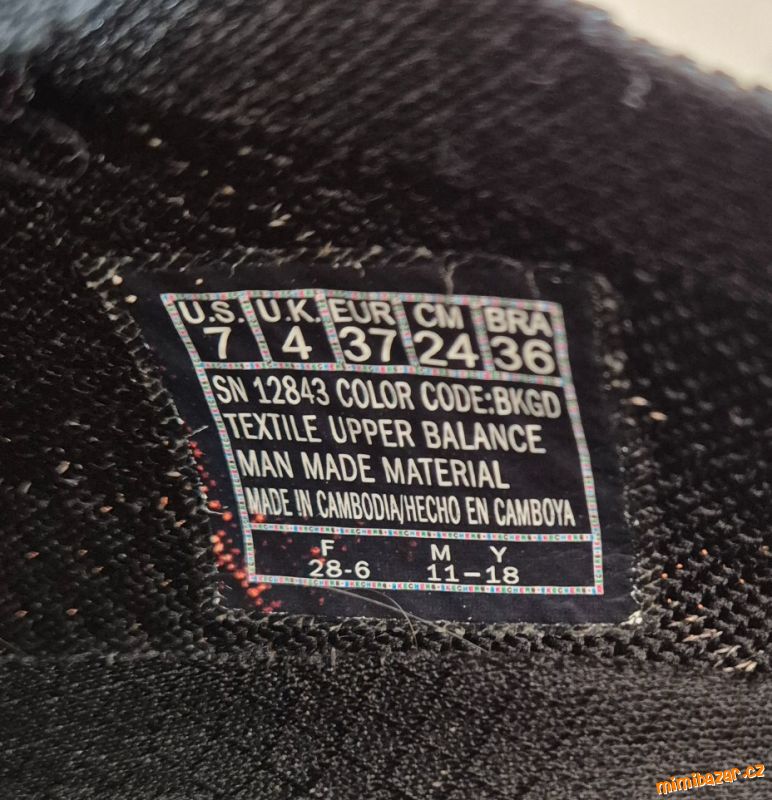 U.S. U.K. EUR CM BRA
7 4 37 24 36
SN 12843 COLOR CODE:BKGD
TEXTILE UPPER BALANCE
MAN MADE MATERIAL
MADE IN CAMBODIA/HECHO EN CAMBOYA
F M Y
28-6 11-18
mimibazar.cz